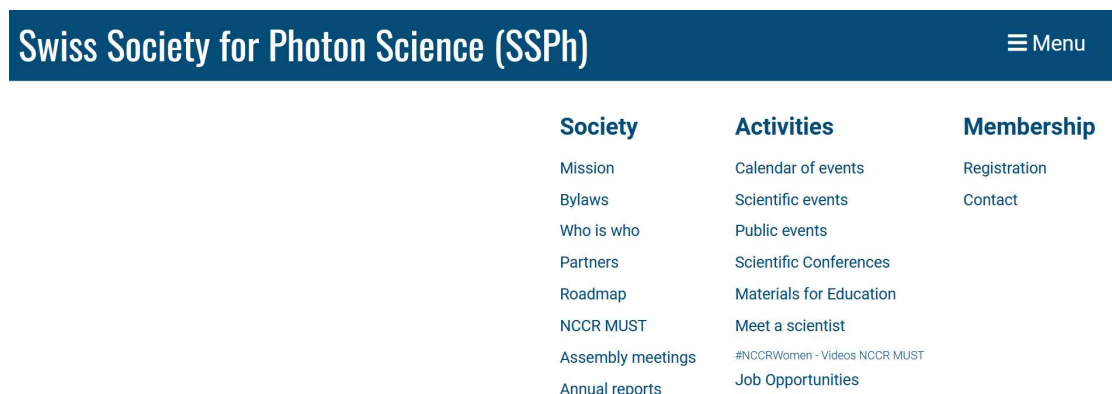 Swiss Society for Photon Science (SSPh)
Menu
Society
Mission
Bylaws
Who is who
Partners
Roadmap
NCCR MUST
Assembly meetings
Annual reports
Activities
Calendar of events
Scientific events
Public events
Scientific Conferences
Materials for Education
Meet a scientist
#NCCRWomen - Videos NCCR MUST
Job Opportunities
Membership
Registration
Contact